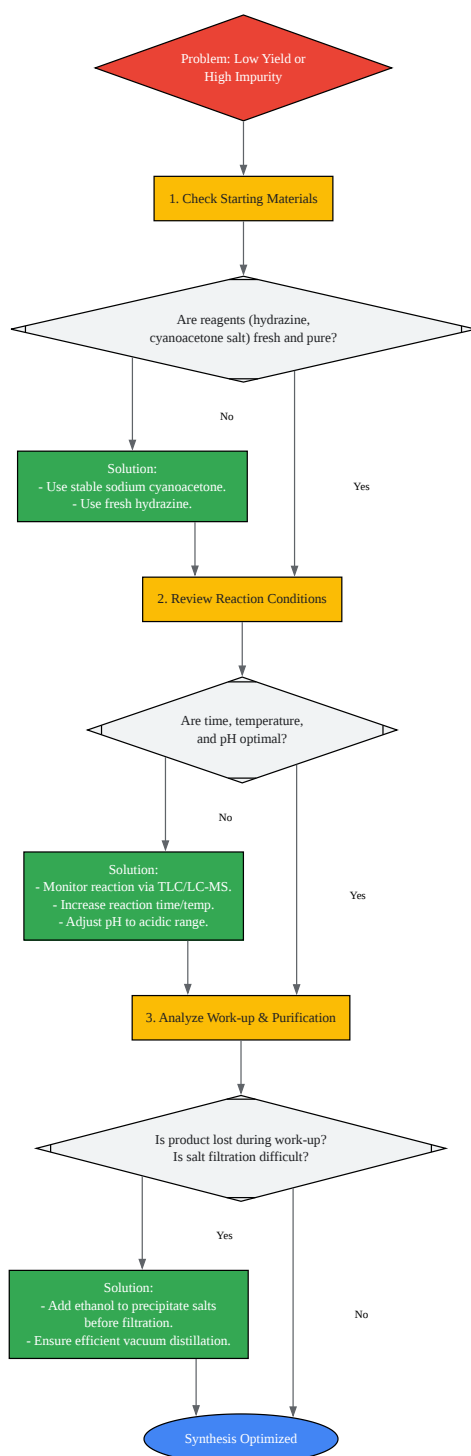 Problem: Low Yield or
High Impurity
1. Check Starting Materials
Are reagents (hydrazine,
cyanoacetone salt) fresh and pure?
No
Solution:
- Use stable sodium cyanoacetone.
- Use fresh hydrazine.
Yes
2. Review Reaction Conditions
Are time, temperature,
and pH optimal?
No
Solution:
- Monitor reaction via TLC/LC-MS.
- Increase reaction time/temp.
- Adjust pH to acidic range.
Yes
3. Analyze Work-up & Purification
Is product lost during work-up?
Is salt filtration difficult?
Yes
Solution:
- Add ethanol to precipitate salts
before filtration.
- Ensure efficient vacuum distillation.
No
Synthesis Optimized